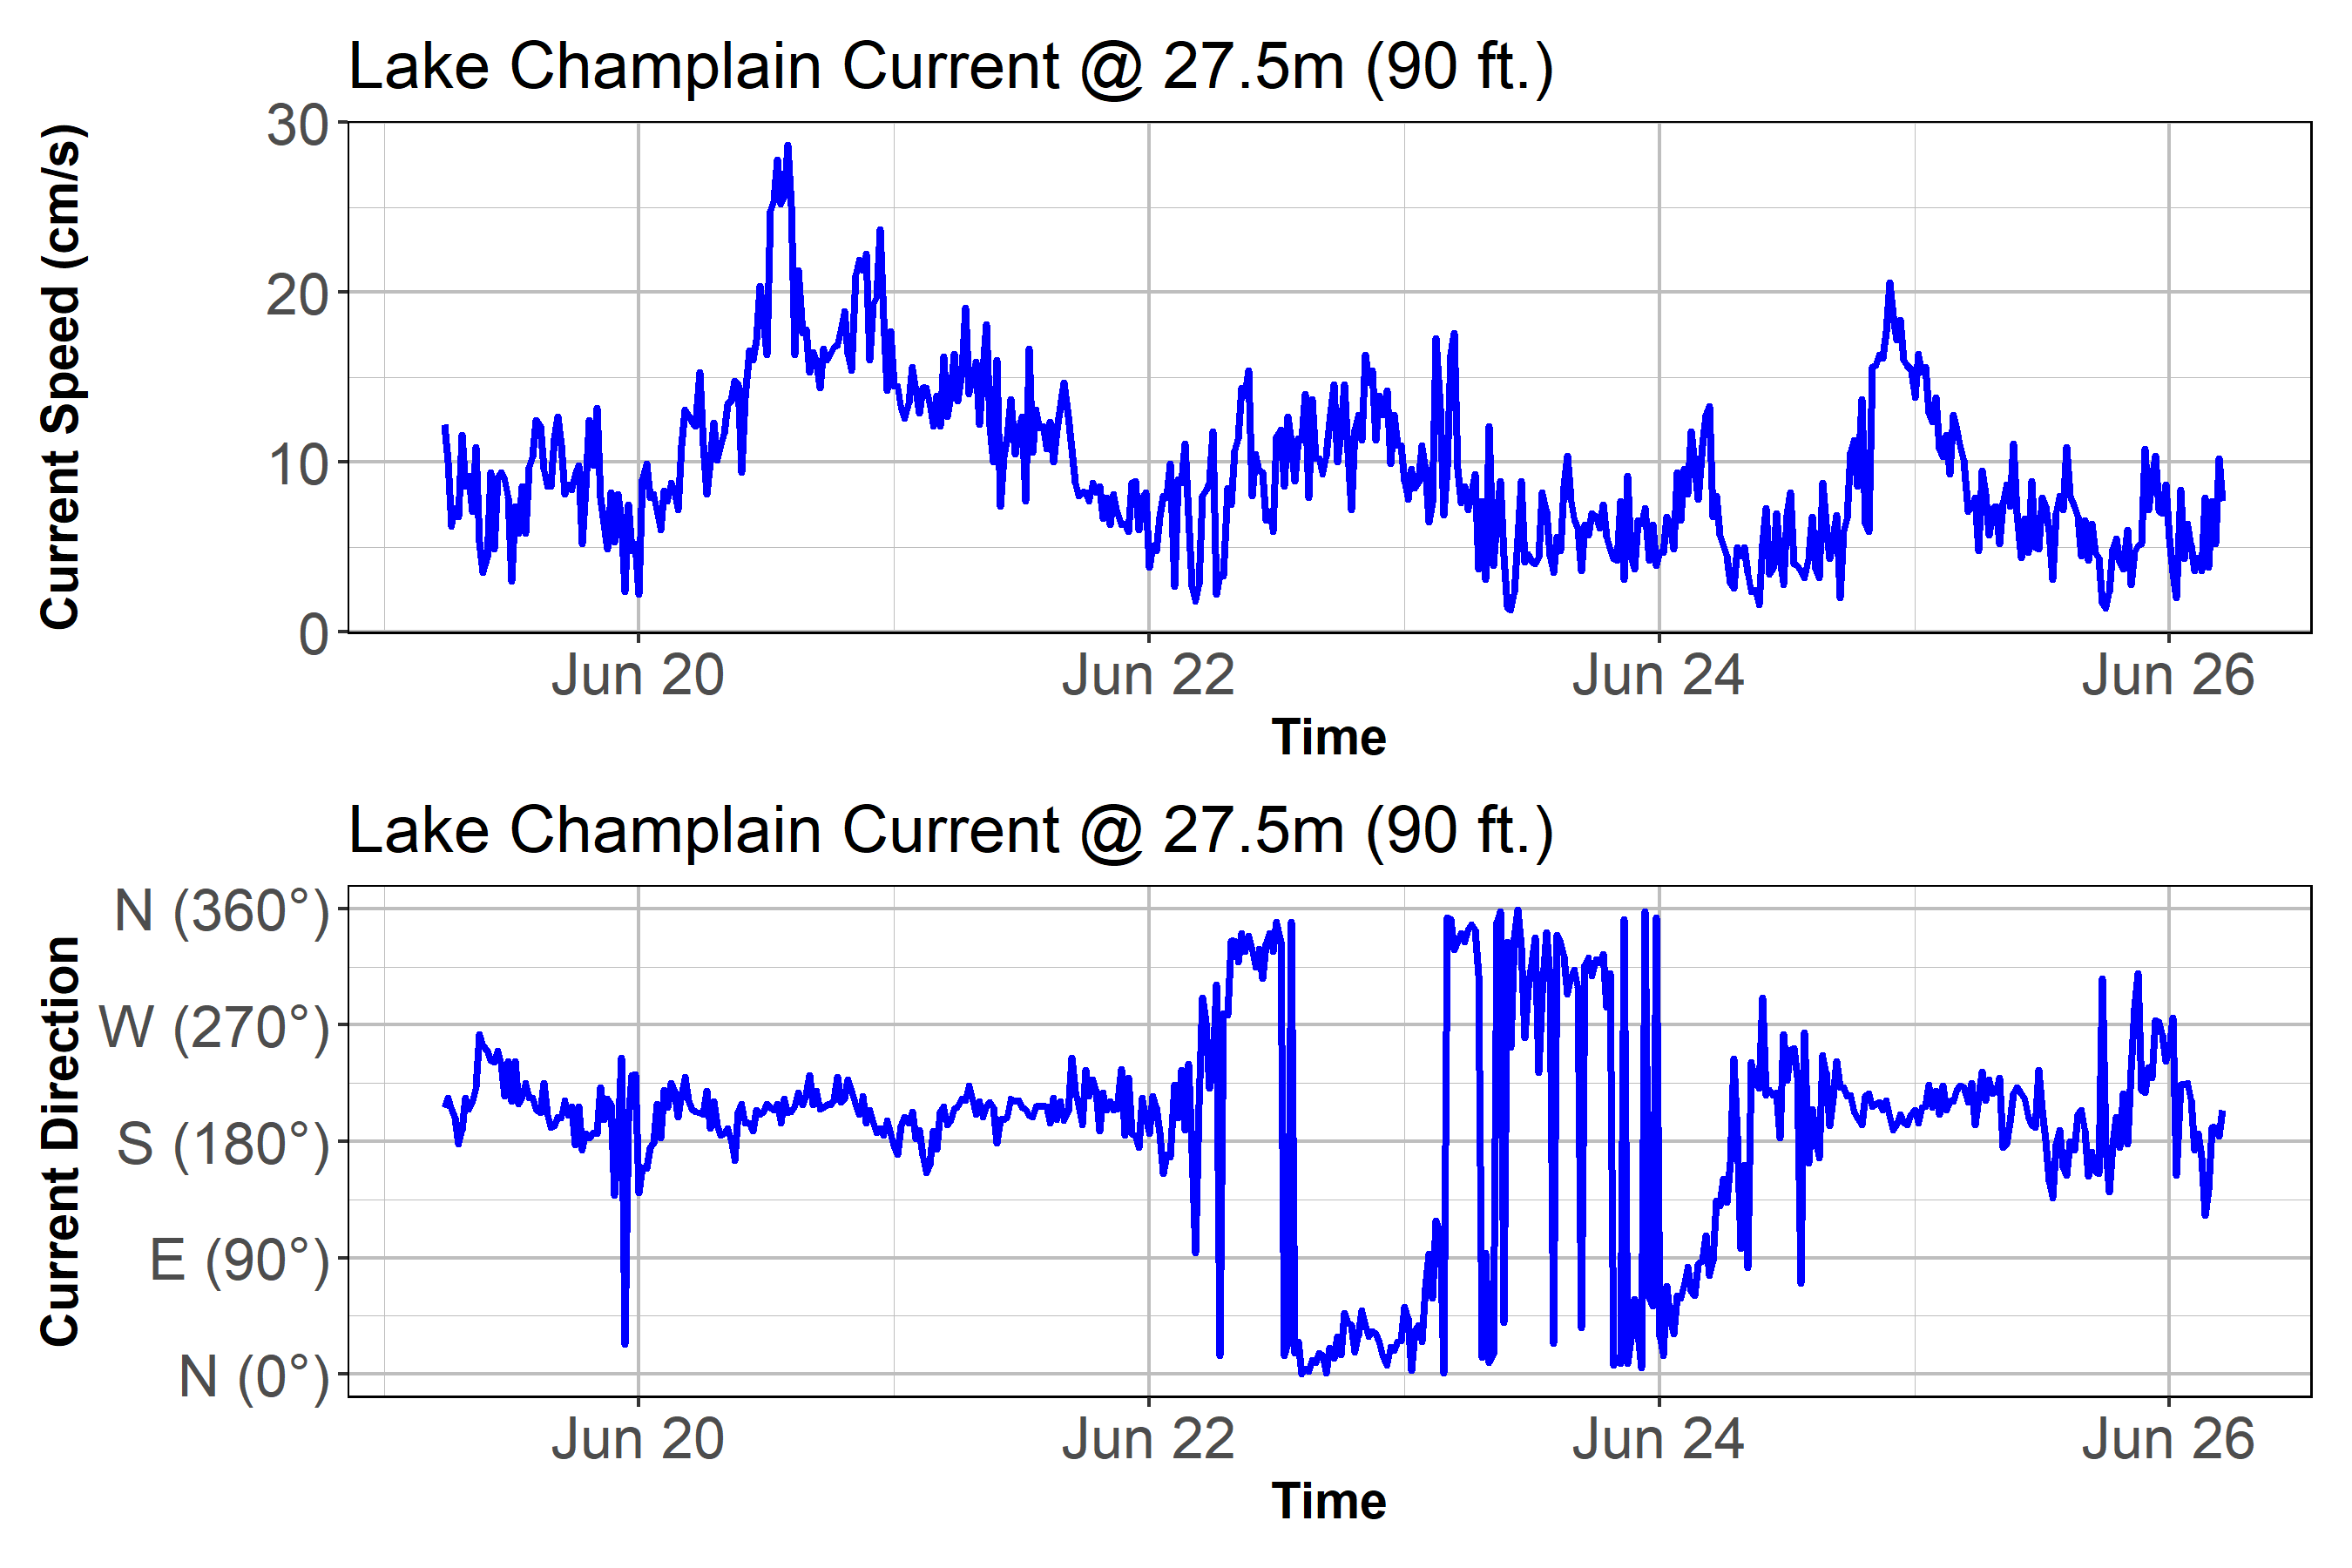 Lake Champlain Current @ 27.5m (90 ft.)
Current Speed (cm/s)
30
20
10
0
Jun 20 Jun 22 Jun 24 Jun 26
Time
Lake Champlain Current @ 27.5m (90 ft.)
Current Direction
N (360°)
W (270°)
S (180°)
E (90°)
N (0°)
Jun 20 Jun 22 Jun 24 Jun 26
Time